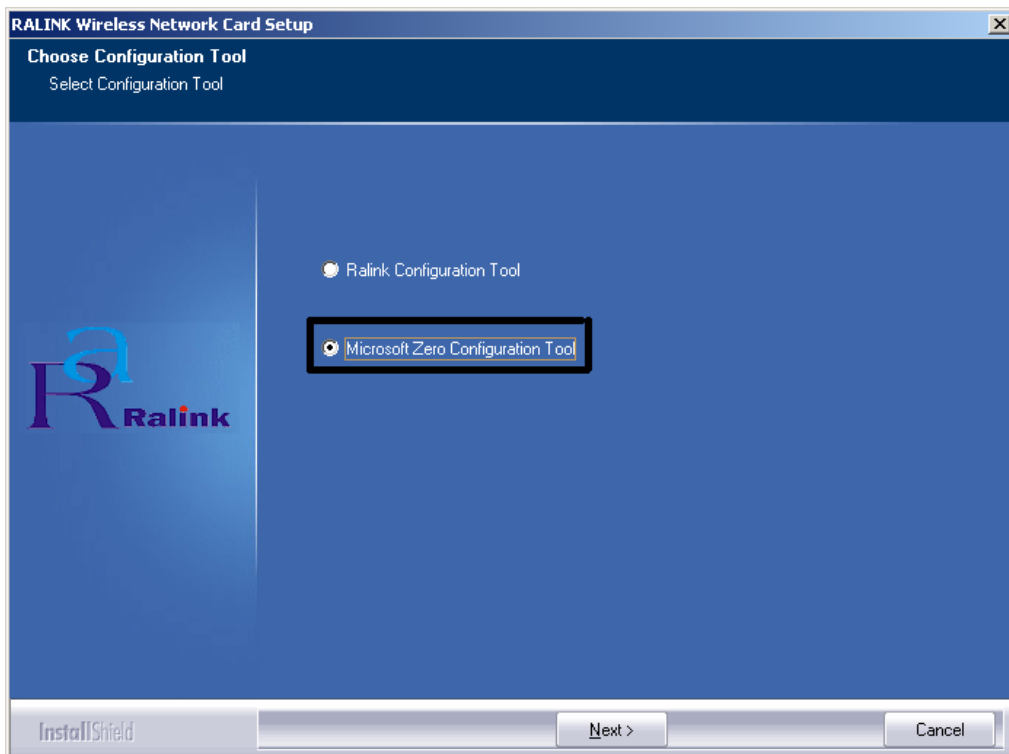 RALINK Wireless Network Card Setup
Choose Configuration Tool
Select Configuration Tool
Ralink Configuration Tool
Microsoft Zero Configuration Tool
Ra
Ralink
InstallShield
Next >
Cancel